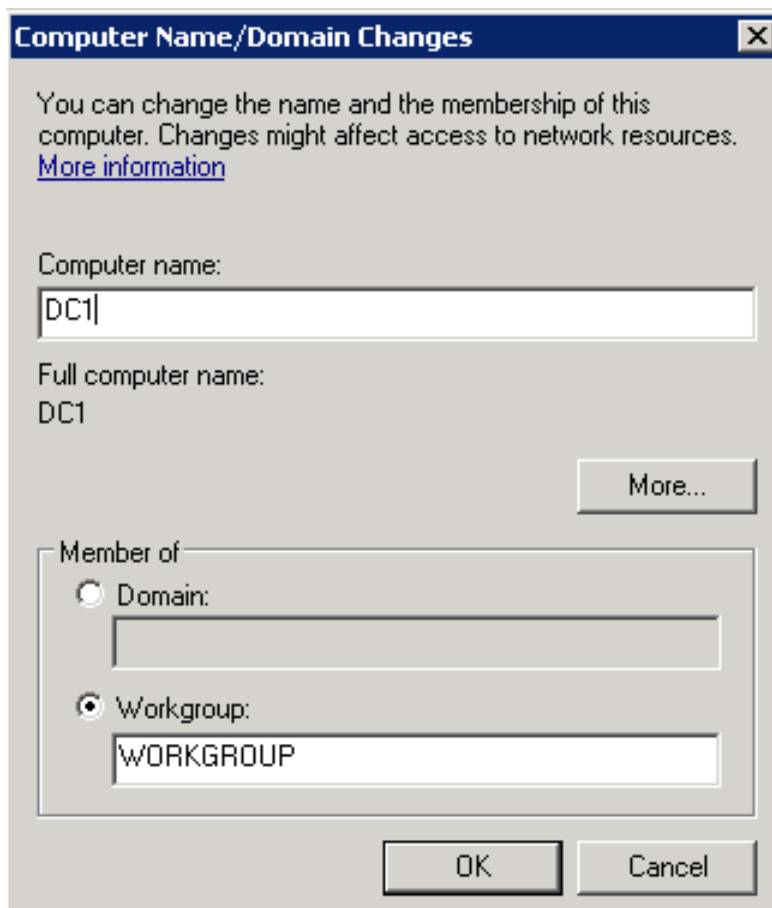 Computer Name/Domain Changes
You can change the name and the membership of this
computer. Changes might affect access to network resources.
More information
Computer name:
DC1
Full computer name:
DC1
More...
Member of
Domain:
Workgroup:
WORKGROUP
OK Cancel